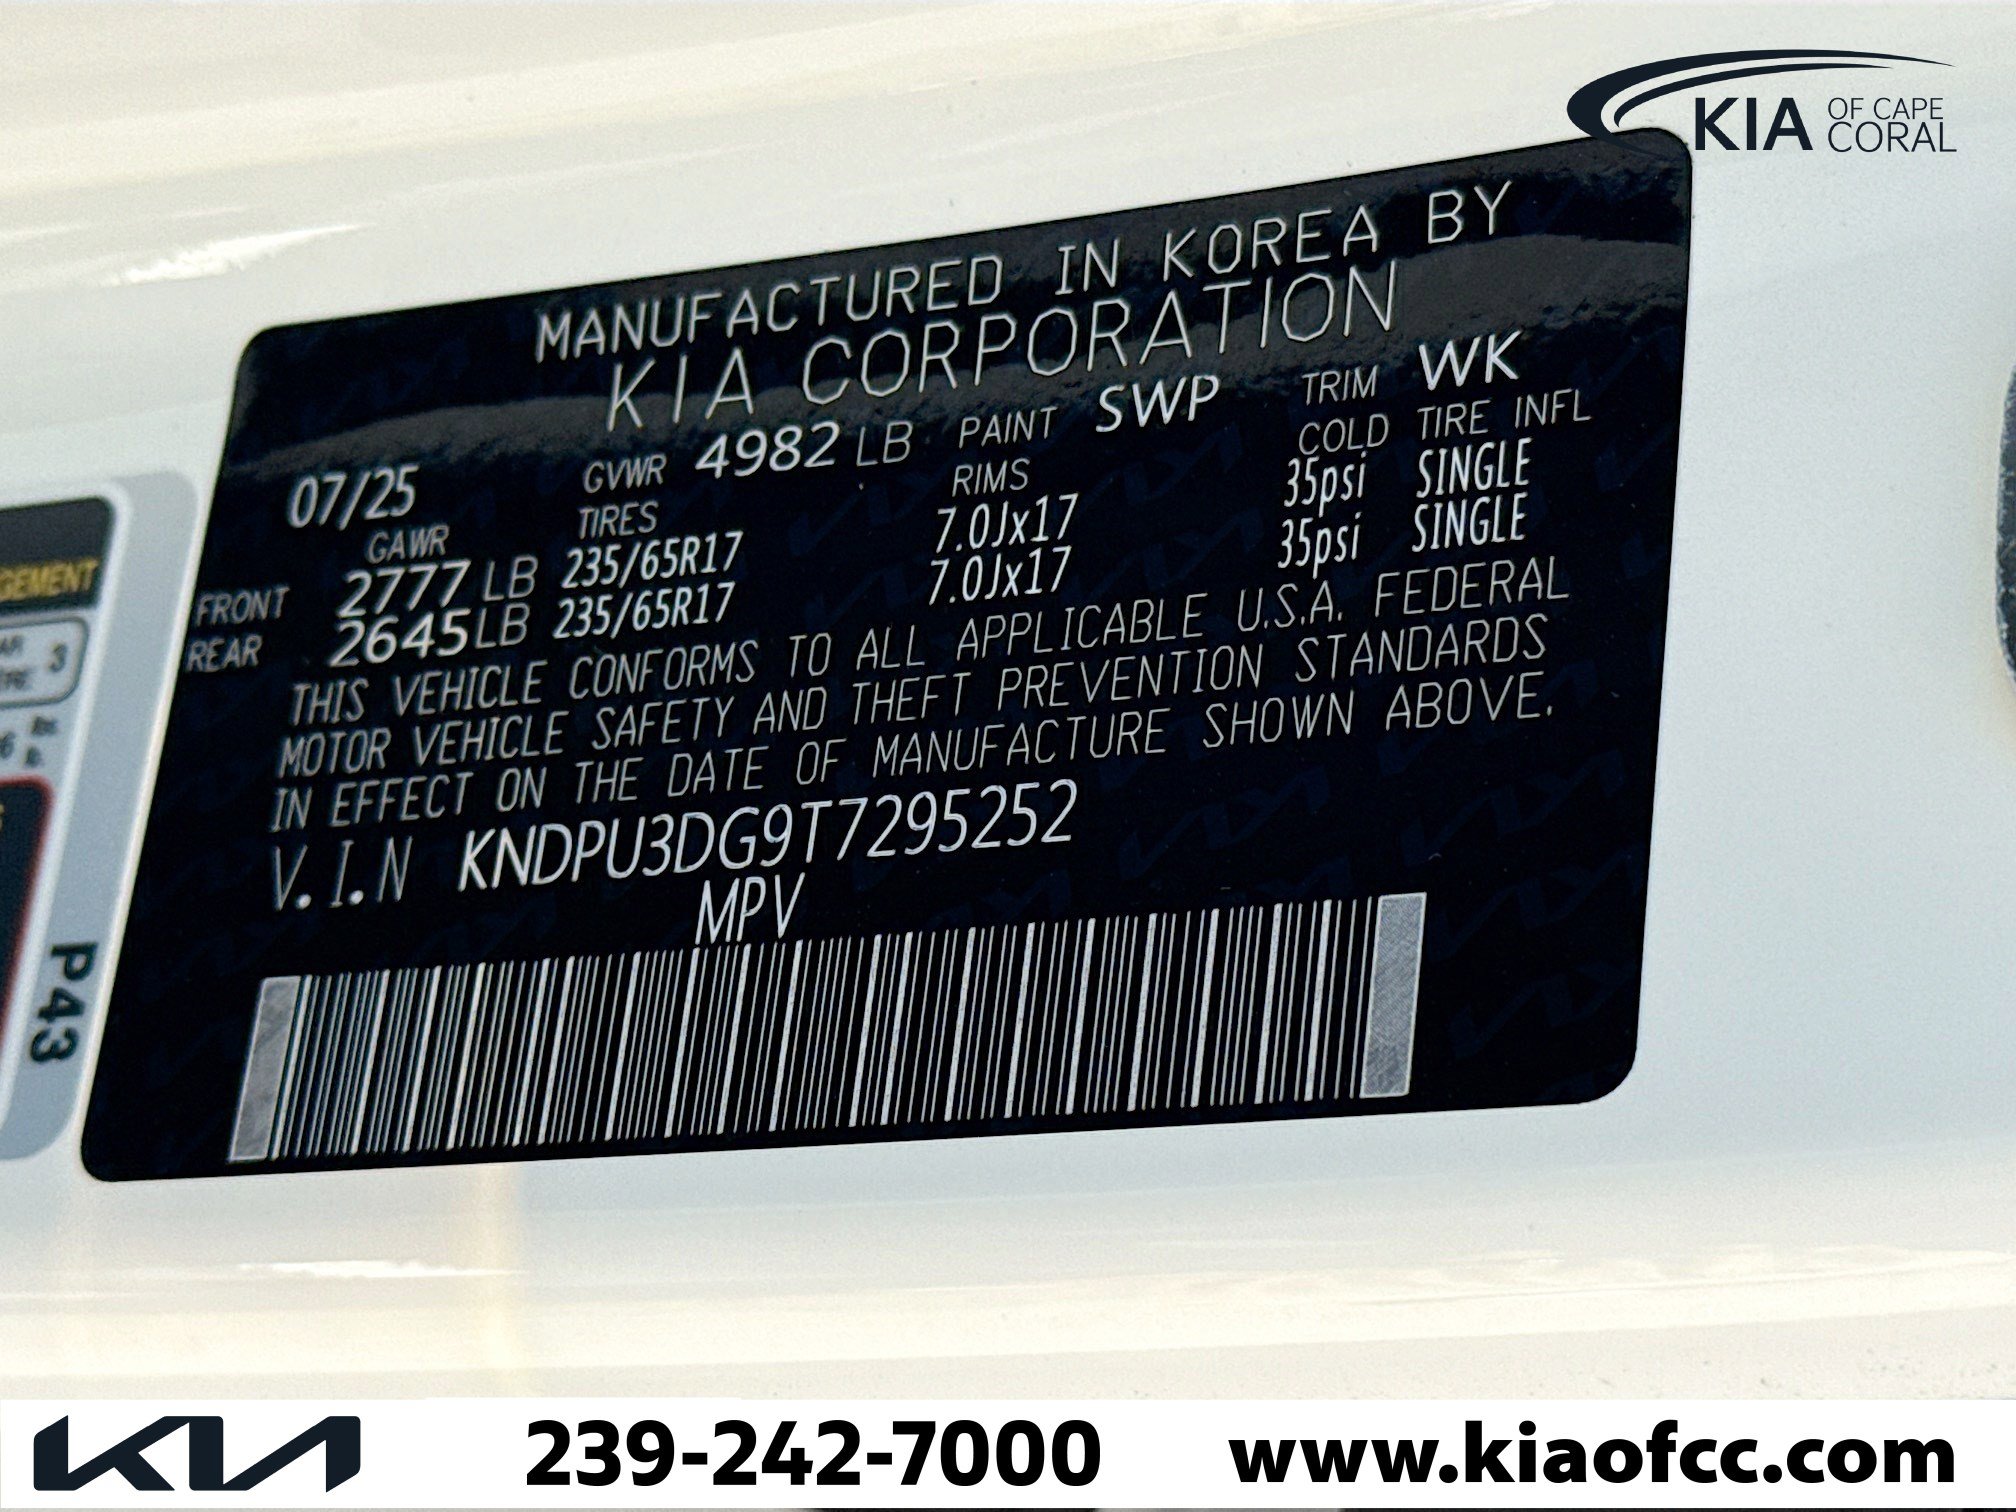 KIA OF CAPE CORAL
MANUFACTURED IN KOREA BY
KIA CORPORATION
07/25 GVWR 4982 LB PAINT SWP TRIM WK
GAWR TIRES RIMS COLD TIRE INFL
FRONT 2777 LB 235/65R17 7.0Jx17 35psi SINGLE
REAR 2645 LB 235/65R17 7.0Jx17 35psi SINGLE
THIS VEHICLE CONFORMS TO ALL APPLICABLE U.S.A. FEDERAL
MOTOR VEHICLE SAFETY AND THEFT PREVENTION STANDARDS
IN EFFECT ON THE DATE OF MANUFACTURE SHOWN ABOVE.
V.I.N KNDPU3DG9T7295252
MPV
GEMENT
3
P43
KIA 239-242-7000 www.kiaofcc.com